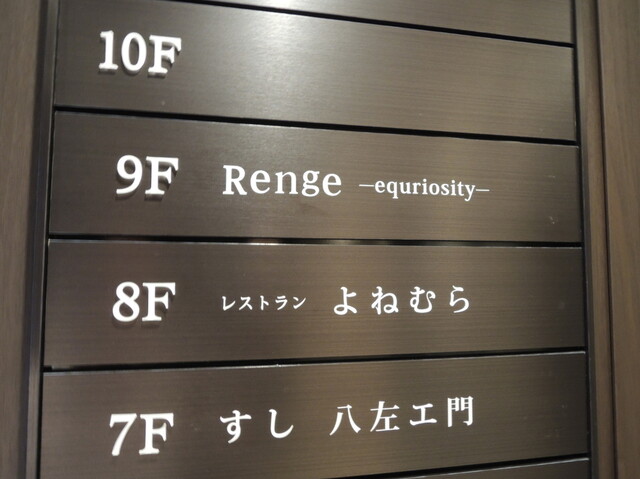 10F
9F Renge —equriosity—
8F レストラン よねむら
7F すし 八左エ門